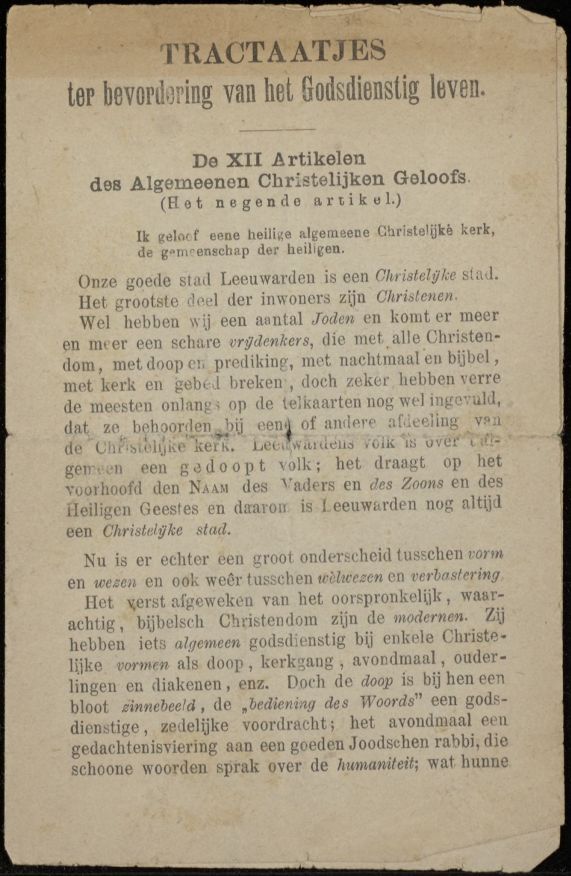 TRACTAATJES
ter bevordering van het Godsdienstig leven.
De XII Artikelen
des Algemeenen Christelijken Geloofs.
(Het negende artikel.)
Ik geloof eene heilige algemeene Christelijke kerk,
de gemeenschap der heiligen.
Onze goede stad Leeuwarden is een Christelijke stad.
Het grootste deel der inwoners zijn Christenen.
Wel hebben wij een aantal Joden en komt er meer
en meer een schare vrijdenkers, die met alle Christen-
dom, met doop en prediking, met nachtmaal en bijbel,
met kerk en gebed breken, doch zeker hebben verre
de meesten onlangs op de telkaarten nog wel ingevuld,
dat ze behoorden bij eene of andere afdeeling van
de Christelijke kerk. Leeuwardens volk is over 't al-
gemeen een gedoopt volk; het draagt op het
voorhoofd den NAAM des Vaders en des Zoons en des
Heiligen Geestes en daarom is Leeuwarden nog altijd
een Christelijke stad.
Nu is er echter een groot onderscheid tusschen vorm
en wezen en ook weêr tusschen wèlwezen en verbastering.
Het verst afgeweken van het oorspronkelijk, waar-
achtig, bijbelsch Christendom zijn de modernen. Zij
hebben iets algemeen godsdienstig bij enkele Christe-
lijke vormen als doop, kerkgang, avondmaal, ouder-
lingen en diakenen, enz. Doch de doop is bij hen een
bloot zinnebeeld, de „bediening des Woords" een gods-
dienstige, zedelijke voordracht; het avondmaal een
gedachtenisviering aan een goeden Joodschen rabbi, die
schoone woorden sprak over de humaniteit; wat hunne